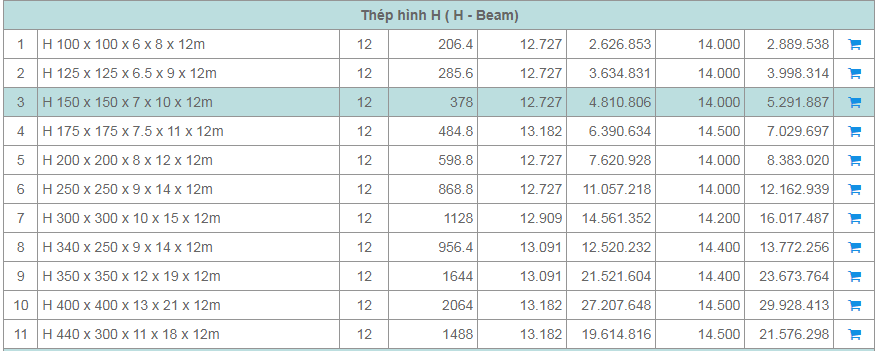 Thép hình H ( H - Beam)
1 H 100 x 100 x 6 x 8 x 12m 12 206.4 12.727 2.626.853 14.000 2.889.538
2 H 125 x 125 x 6.5 x 9 x 12m 12 285.6 12.727 3.634.831 14.000 3.998.314
3 H 150 x 150 x 7 x 10 x 12m 12 378 12.727 4.810.806 14.000 5.291.887
4 H 175 x 175 x 7.5 x 11 x 12m 12 484.8 13.182 6.390.634 14.500 7.029.697
5 H 200 x 200 x 8 x 12 x 12m 12 598.8 12.727 7.620.928 14.000 8.383.020
6 H 250 x 250 x 9 x 14 x 12m 12 868.8 12.727 11.057.218 14.000 12.162.939
7 H 300 x 300 x 10 x 15 x 12m 12 1128 12.909 14.561.352 14.200 16.017.487
8 H 340 x 250 x 9 x 14 x 12m 12 956.4 13.091 12.520.232 14.400 13.772.256
9 H 350 x 350 x 12 x 19 x 12m 12 1644 13.091 21.521.604 14.400 23.673.764
10 H 400 x 400 x 13 x 21 x 12m 12 2064 13.182 27.207.648 14.500 29.928.413
11 H 440 x 300 x 11 x 18 x 12m 12 1488 13.182 19.614.816 14.500 21.576.298